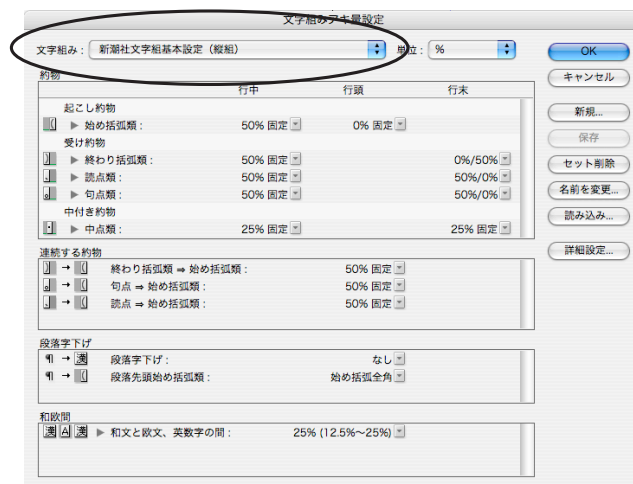 文字組みアキ量設定
文字組み： 新潮社文字組基本設定（縦組） 単位： %
約物
行中 行頭 行末
起こし約物
始め括弧類： 50% 固定 0% 固定
受け約物
終わり括弧類： 50% 固定 0%/50%
読点類： 50% 固定 50%/0%
句点類： 50% 固定 50%/0%
中付き約物
中点類： 25% 固定 25% 固定
連続する約物
終わり括弧類 ⇒ 始め括弧類： 50% 固定
句点 ⇒ 始め括弧類： 50% 固定
読点 ⇒ 始め括弧類： 50% 固定
段落字下げ
¶ → 漢 段落字下げ： なし
¶ → 段落先頭始め括弧類： 始め括弧全角
和欧間
漢 A 漢 和文と欧文、英数字の間： 25% (12.5%〜25%)
OK
キャンセル
新規...
保存
セット削除
名前を変更...
読み込み...
詳細設定...